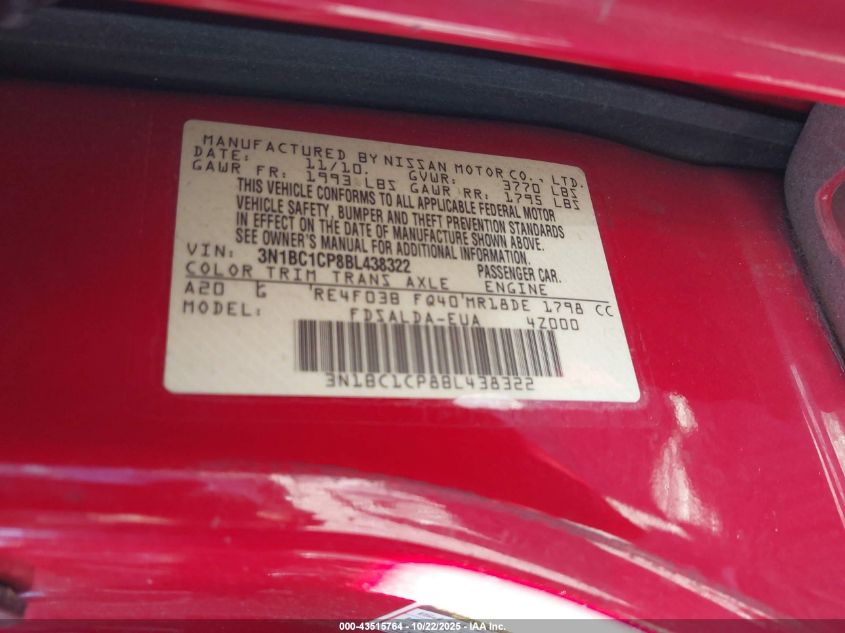 MANUFACTURED BY NISSAN MOTOR CO., LTD.
DATE: 11/10. GVWR: 3770 LBS
GAWR FR: 1993 LBS GAWR RR: 1795 LBS
THIS VEHICLE CONFORMS TO ALL APPLICABLE FEDERAL MOTOR
VEHICLE SAFETY, BUMPER AND THEFT PREVENTION STANDARDS
IN EFFECT ON THE DATE OF MANUFACTURE SHOWN ABOVE.
SEE OWNER'S MANUAL FOR ADDITIONAL INFORMATION.
VIN: 3N1BC1CP8BL438322 PASSENGER CAR.
COLOR TRIM TRANS AXLE ENGINE
A20 G RE4F03B FQ40 MR18DE 1798 CC
MODEL: FDSALDA-EUA 4Z000
3N1BC1CP8BL438322
000-43515764 - 10/22/2025 - IAA Inc.